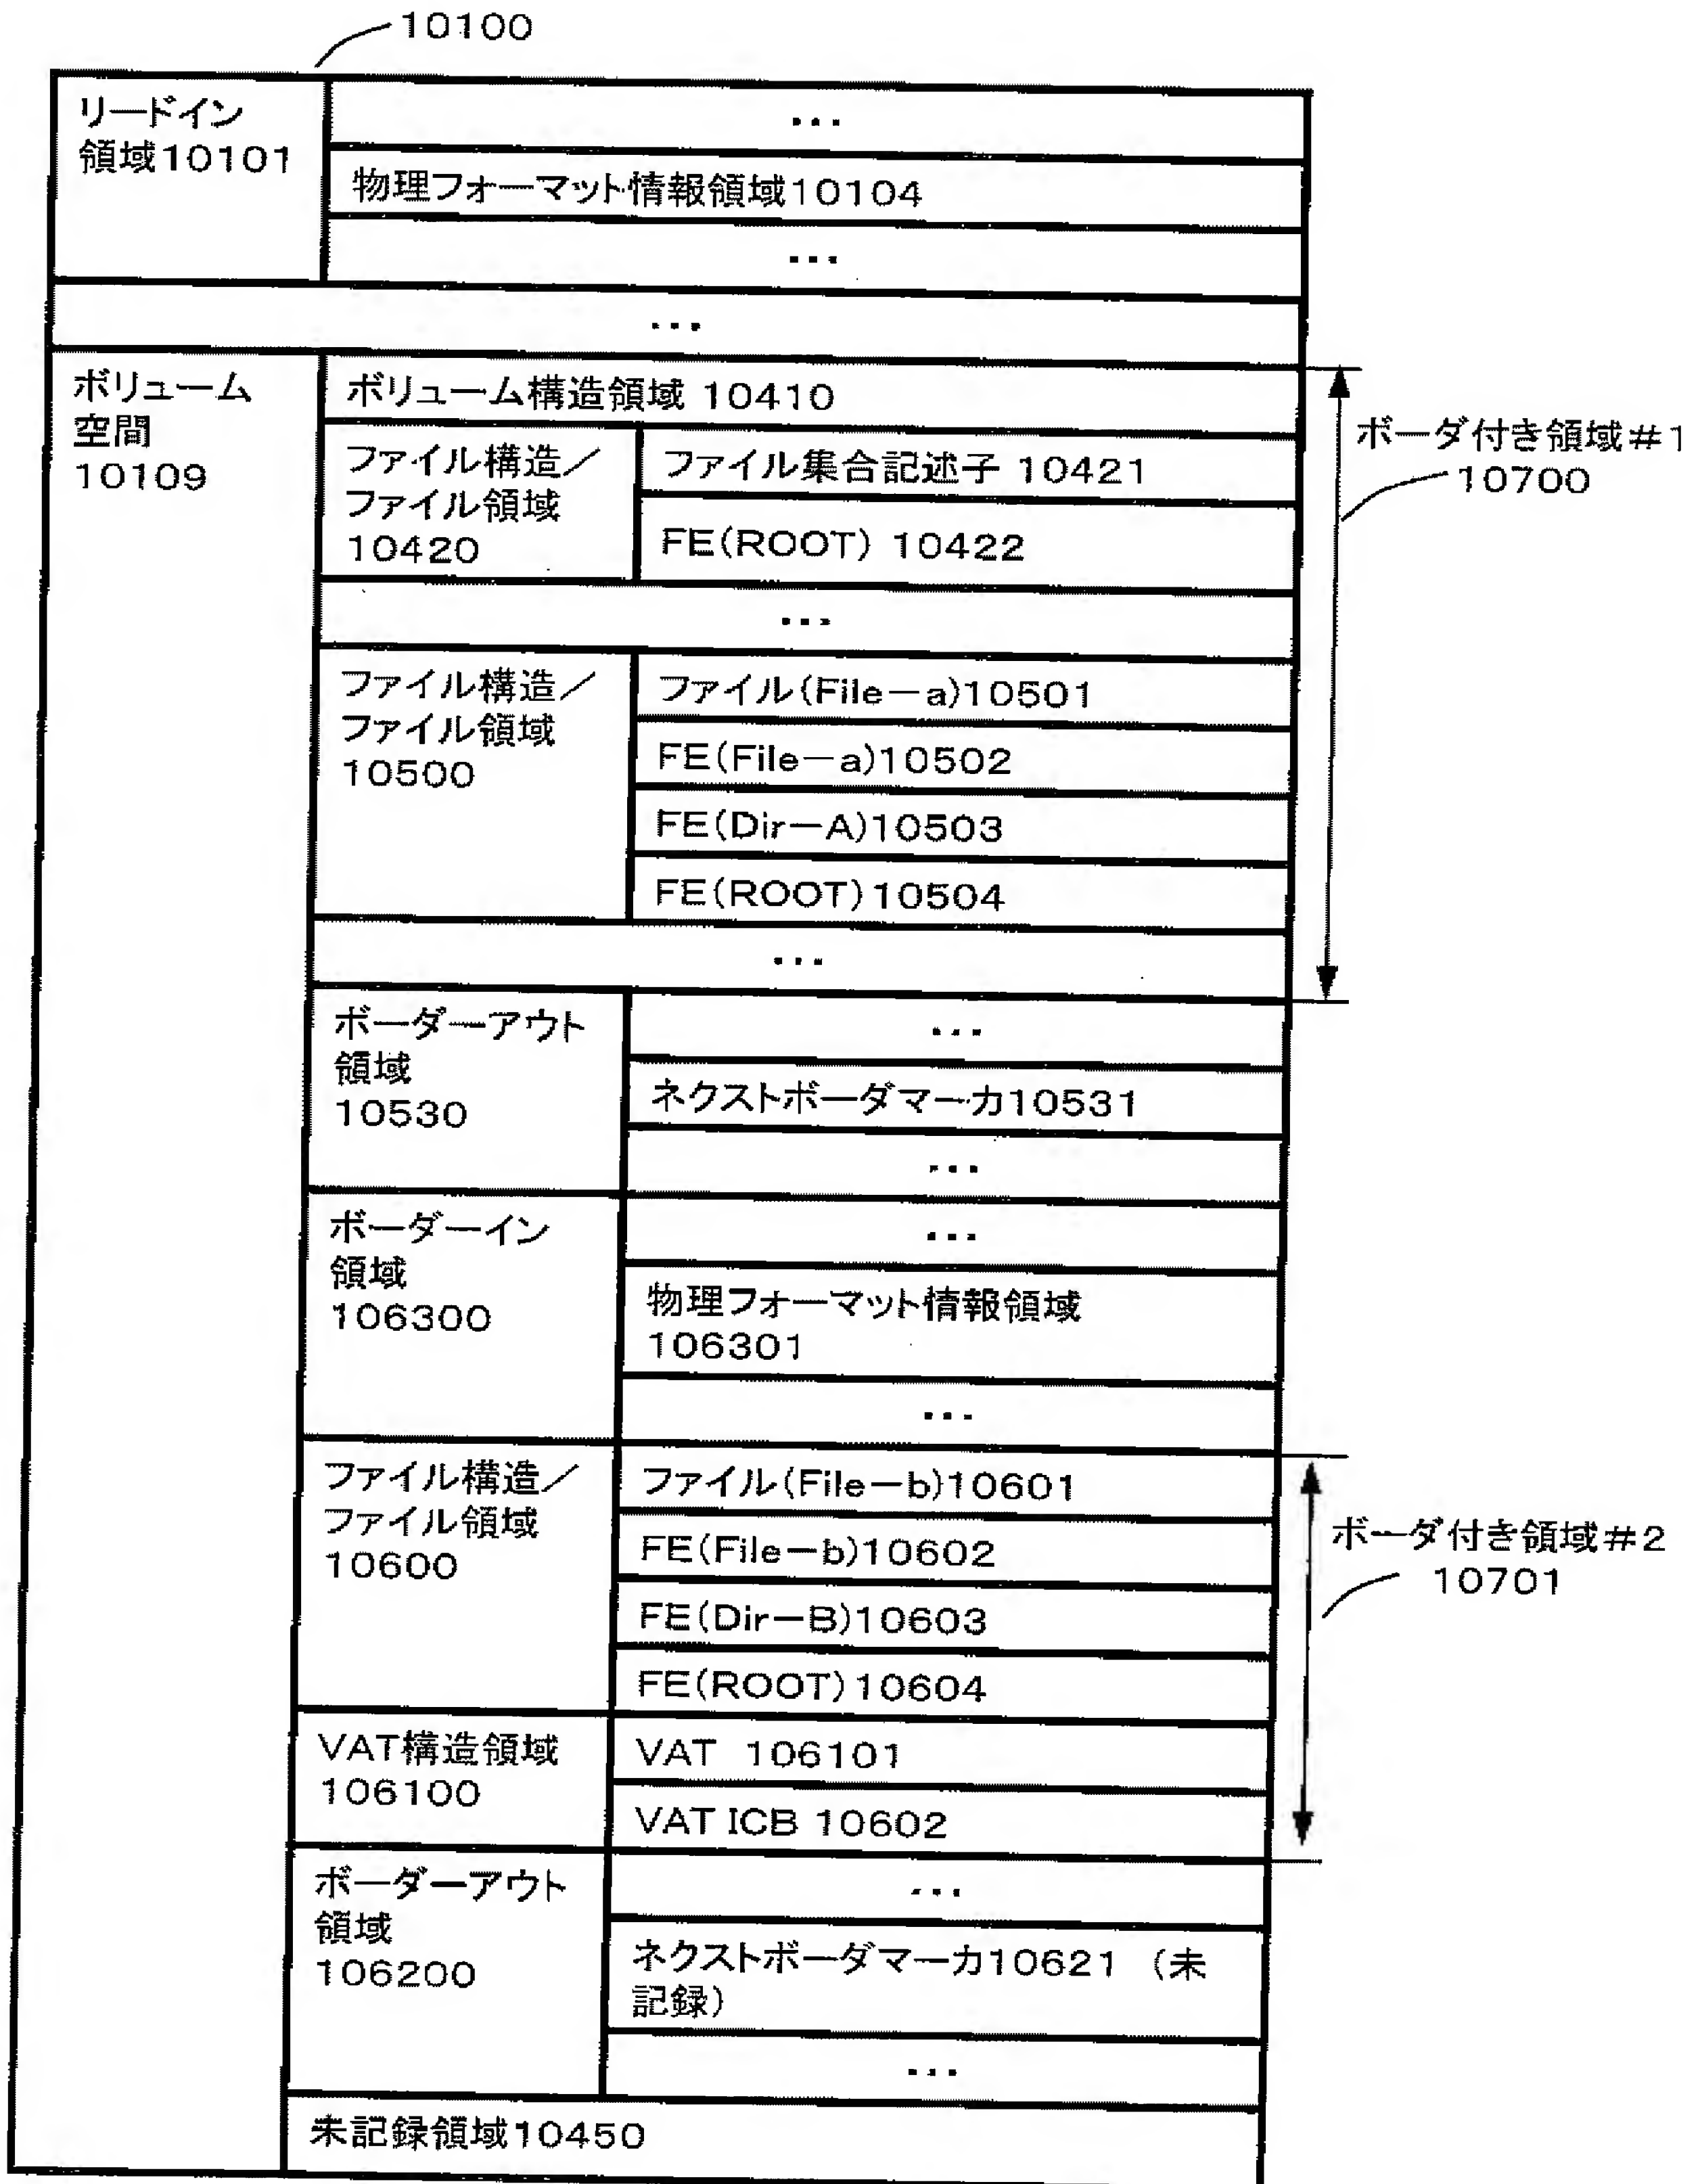 10100
リードイン
領域10101
...
物理フォーマット情報領域10104
...
...
ボリューム
空間
10109
ボリューム構造領域 10410
ファイル構造/
ファイル領域
10420
ファイル集合記述子 10421
FE(ROOT) 10422
ボーダ付き領域#1
10700
...
ファイル構造/
ファイル領域
10500
ファイル(File-a)10501
FE(File-a)10502
FE(Dir-A)10503
FE(ROOT)10504
...
ボーダーアウト
領域
10530
...
ネクストボーダマーカ10531
...
ボーダーイン
領域
106300
...
物理フォーマット情報領域
106301
...
ファイル構造/
ファイル領域
10600
ファイル(File-b)10601
FE(File-b)10602
FE(Dir-B)10603
FE(ROOT)10604
ボーダ付き領域#2
10701
VAT構造領域
106100
VAT 106101
VAT ICB 10602
ボーダーアウト
領域
106200
...
ネクストボーダマーカ10621 (未
記録)
...
未記録領域10450